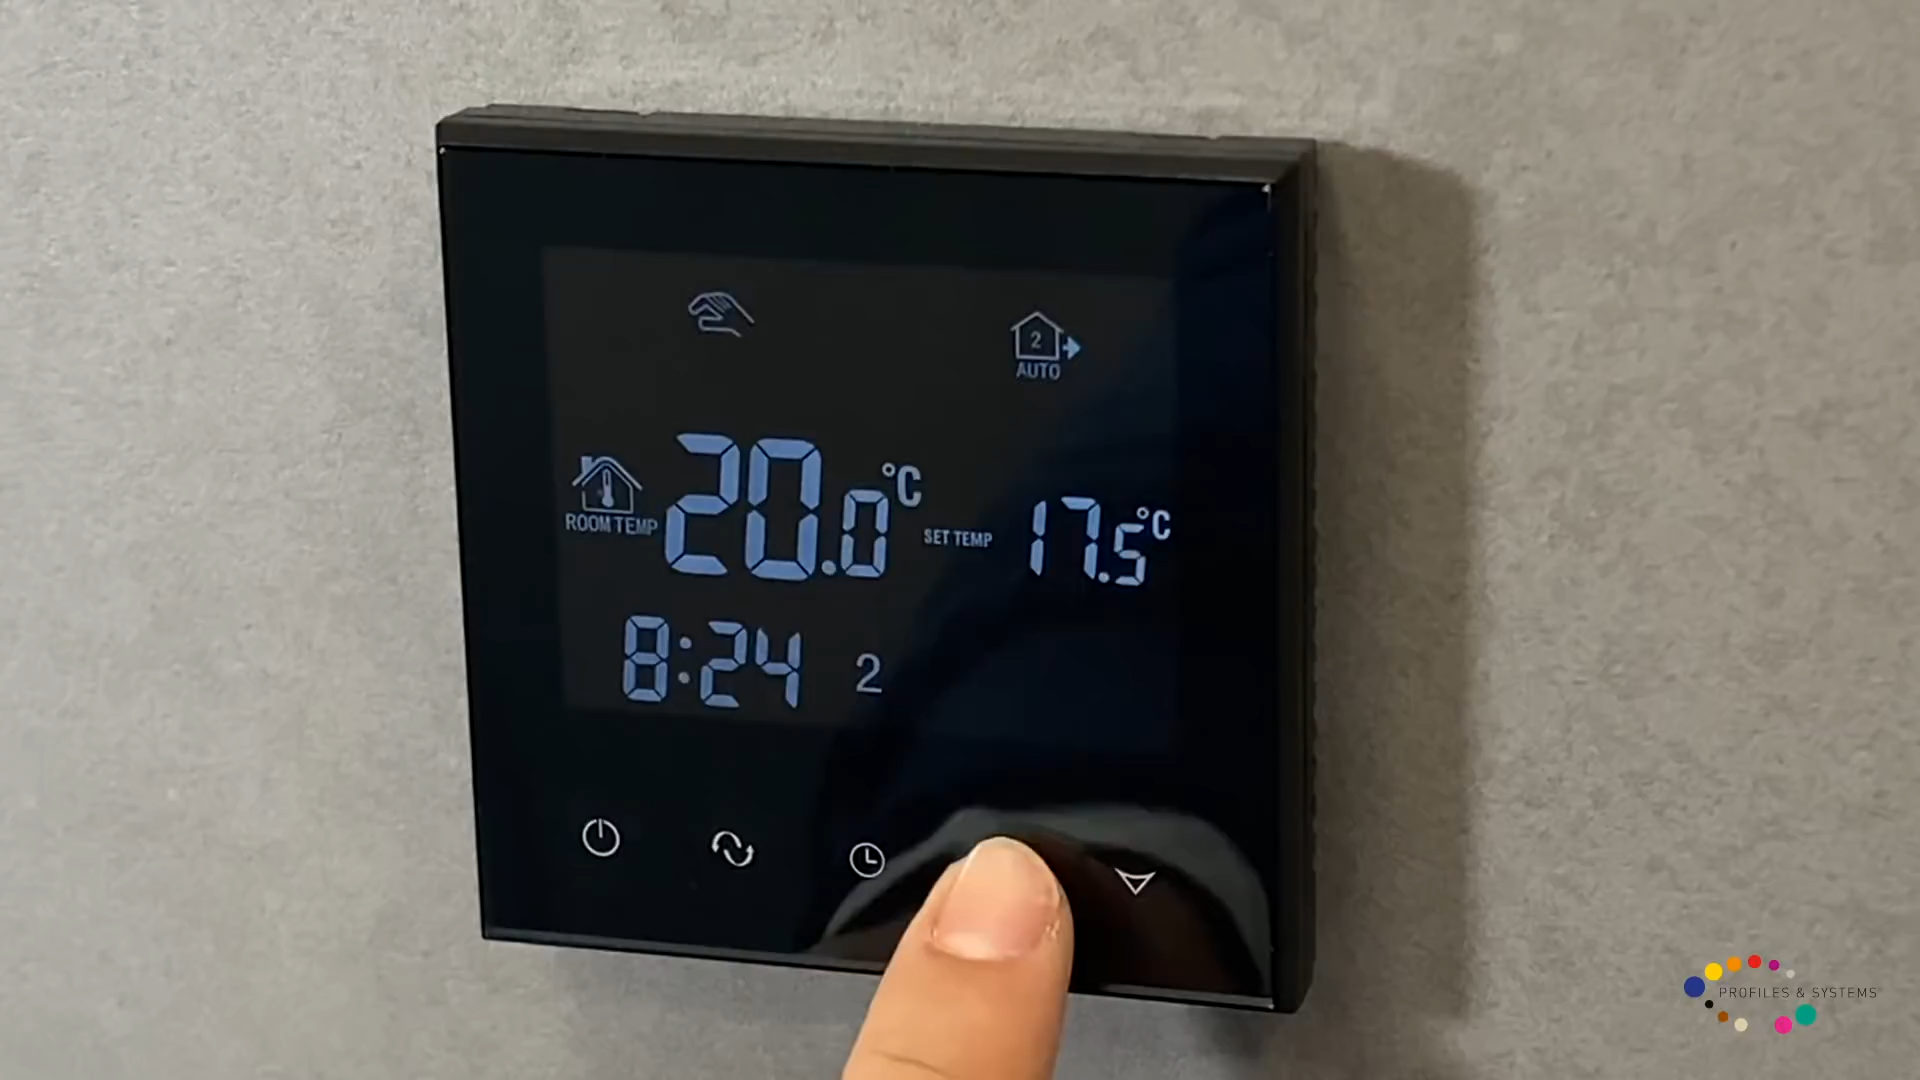 2
AUTO
ROOM TEMP
20.0°C
SET TEMP
17.5°C
8:24
2
PROFILES & SYSTEMS